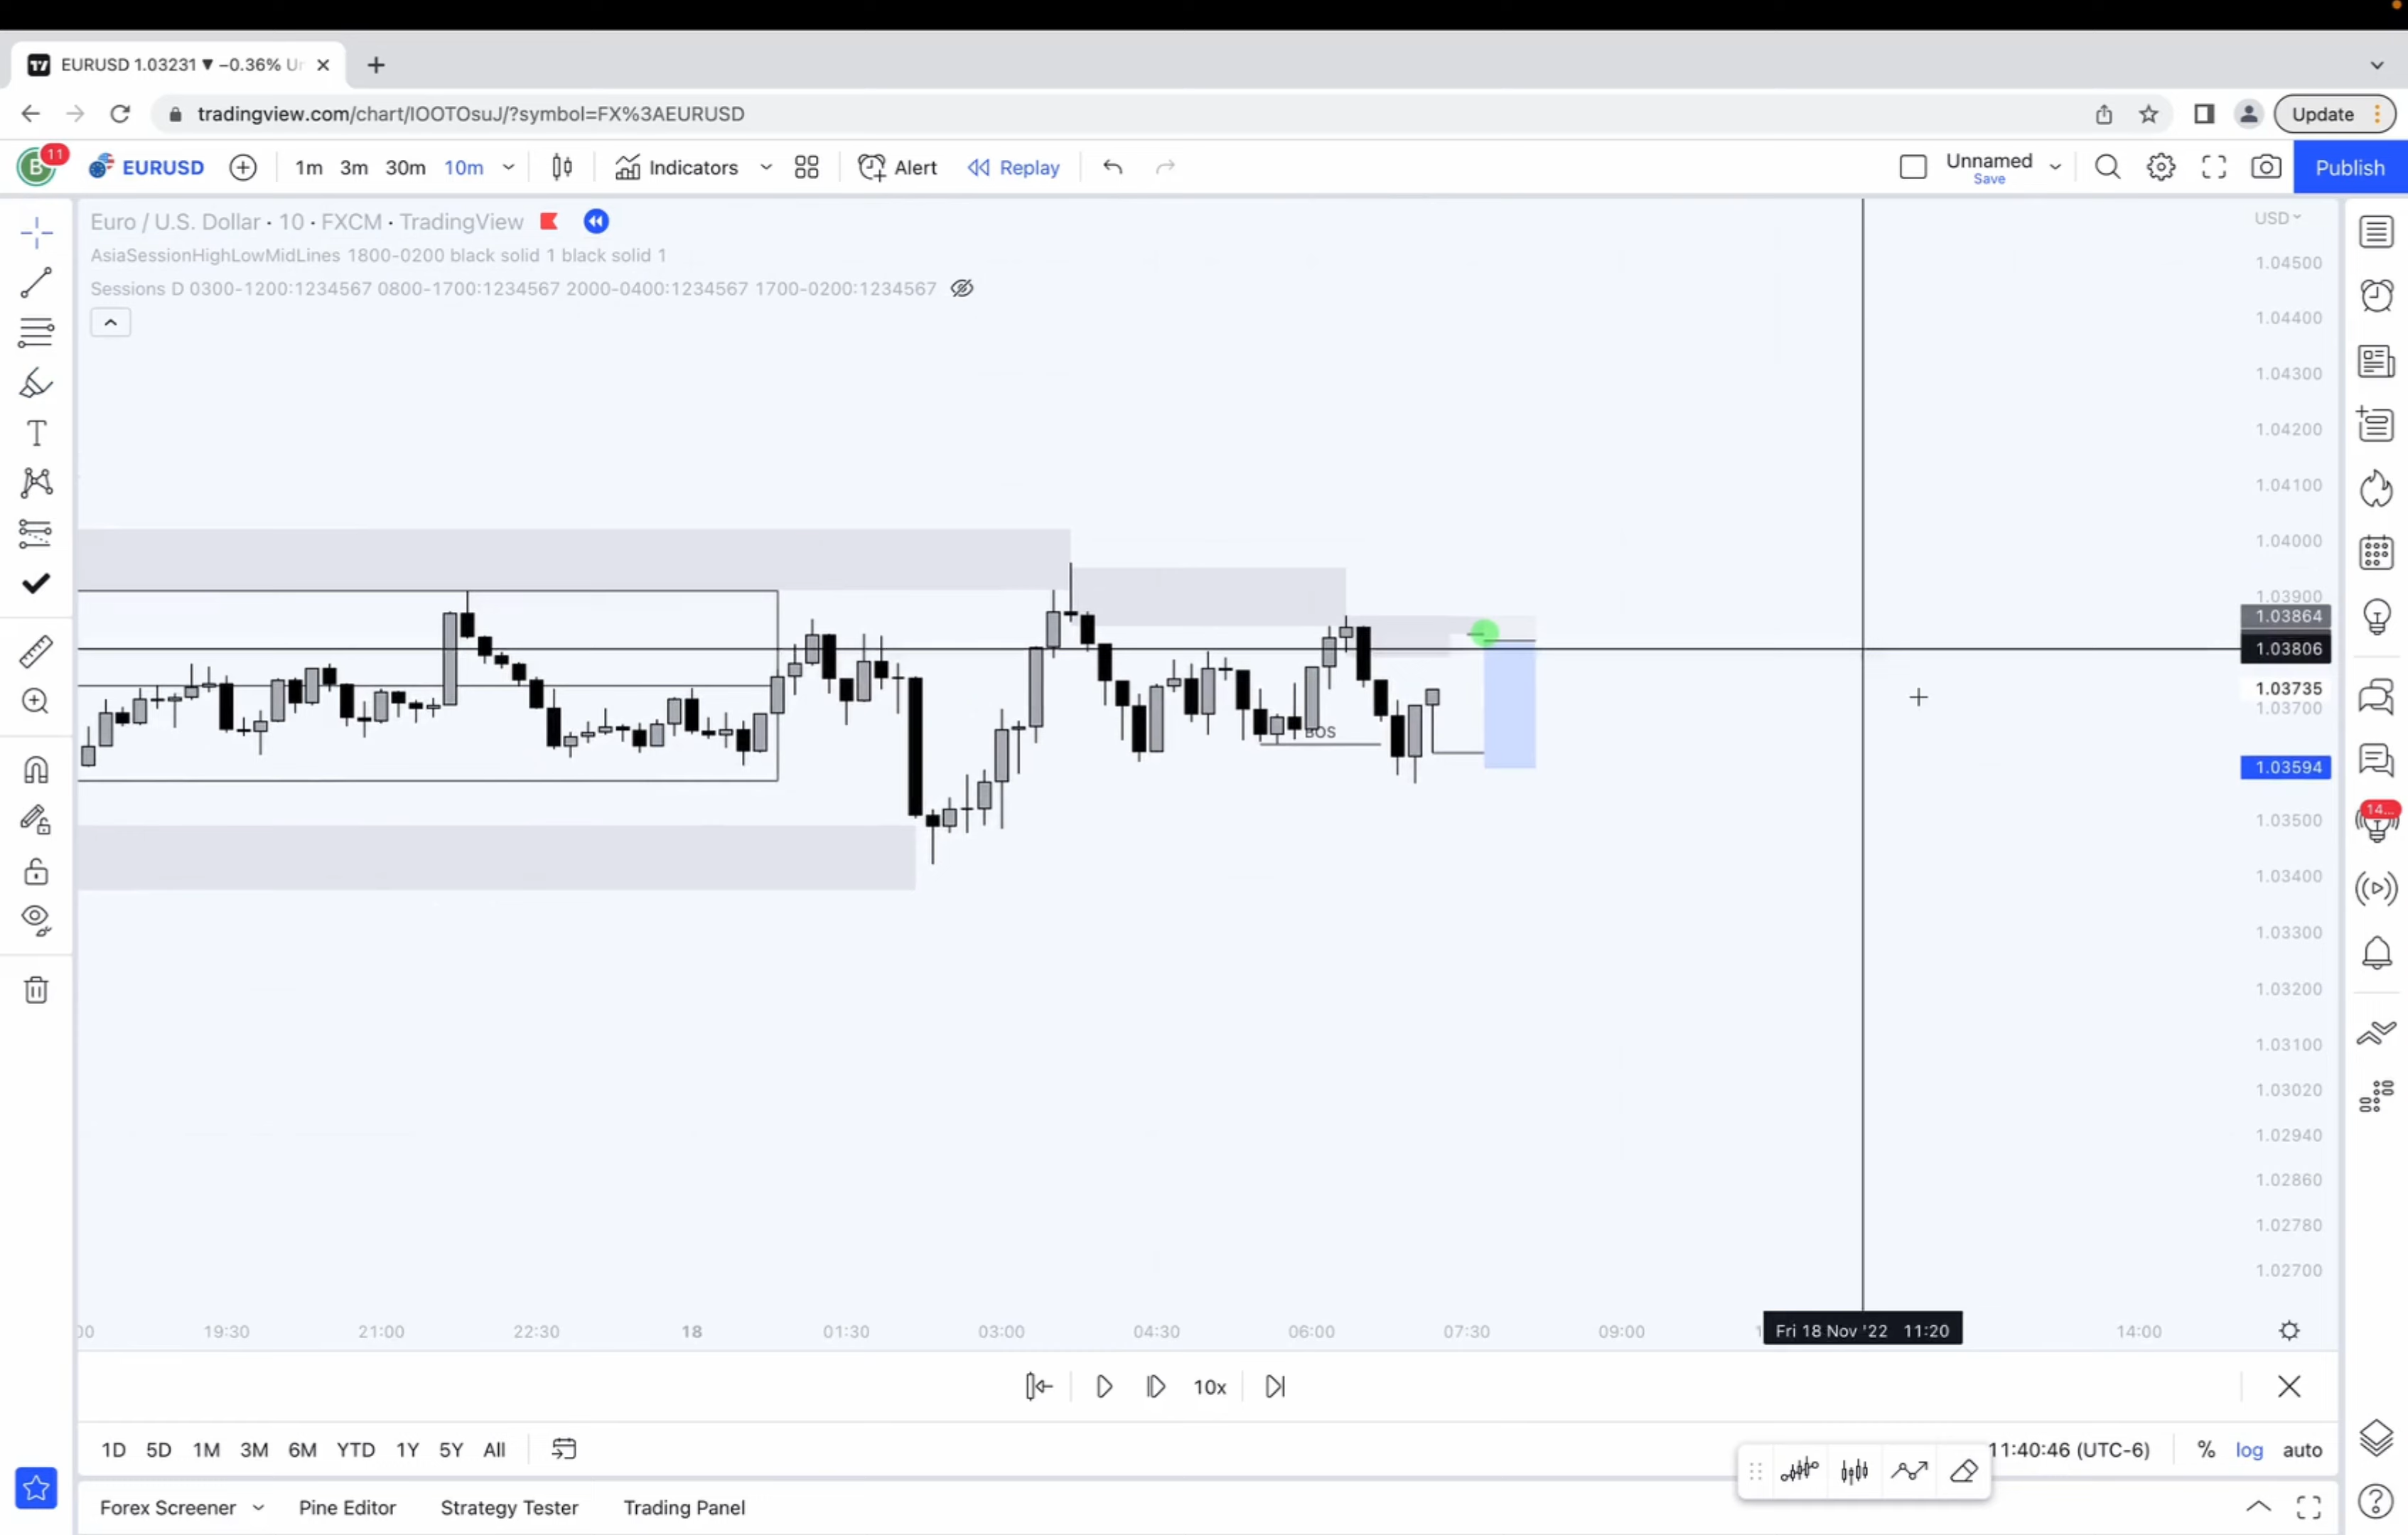 EURUSD 1.03231 ▼ −0.36% Un
tradingview.com/chart/IOOTOsuJ/?symbol=FX%3AEURUSD
Update
B
11
EURUSD
1m 3m 30m 10m
Indicators
Alert
Replay
Unnamed
Save
Publish
Euro / U.S. Dollar · 10 · FXCM · TradingView
AsiaSessionHighLowMidLines 1800-0200 black solid 1 black solid 1
Sessions D 0300-1200:1234567 0800-1700:1234567 2000-0400:1234567 1700-0200:1234567
USD
1.04500
1.04400
1.04300
1.04200
1.04100
1.04000
1.03900
1.03864
1.03806
1.03735
1.03700
BOS
1.03594
1.03500
1.03400
1.03300
1.03200
1.03100
1.03020
1.02940
1.02860
1.02780
1.02700
14...
19:30 21:00 22:30 18 01:30 03:00 04:30 06:00 07:30 09:00 Fri 18 Nov '22 11:20 14:00
10x
1D 5D 1M 3M 6M YTD 1Y 5Y All
11:40:46 (UTC-6) % log auto
Forex Screener Pine Editor Strategy Tester Trading Panel